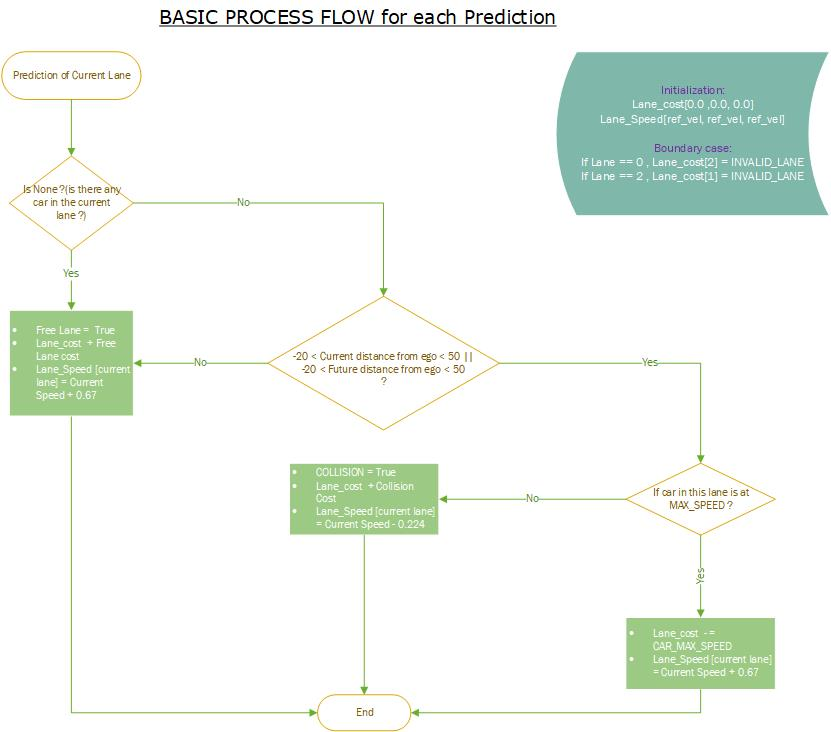 BASIC PROCESS FLOW for each Prediction
Prediction of Current Lane
Initialization:
Lane_cost[0.0 ,0.0, 0.0]
Lane_Speed[ref_vel, ref_vel, ref_vel]
Boundary case:
If Lane == 0 , Lane_cost[2] = INVALID_LANE
If Lane == 2 , Lane_cost[1] = INVALID_LANE
Is None?(is there any
car in the current
lane ?)
No
Yes
• Free Lane = True
• Lane_cost + Free
Lane cost
• Lane_Speed [current
lane] = Current
Speed + 0.67
No
-20 < Current distance from ego < 50 ||
-20 < Future distance from ego < 50
?
Yes
• COLLISION = True
• Lane_cost + Collision
Cost
• Lane_Speed [current lane]
= Current Speed - 0.224
No
If car in this lane is at
MAX_SPEED ?
Yes
• Lane_cost -=
CAR_MAX_SPEED
• Lane_Speed [current lane]
= Current Speed + 0.67
End